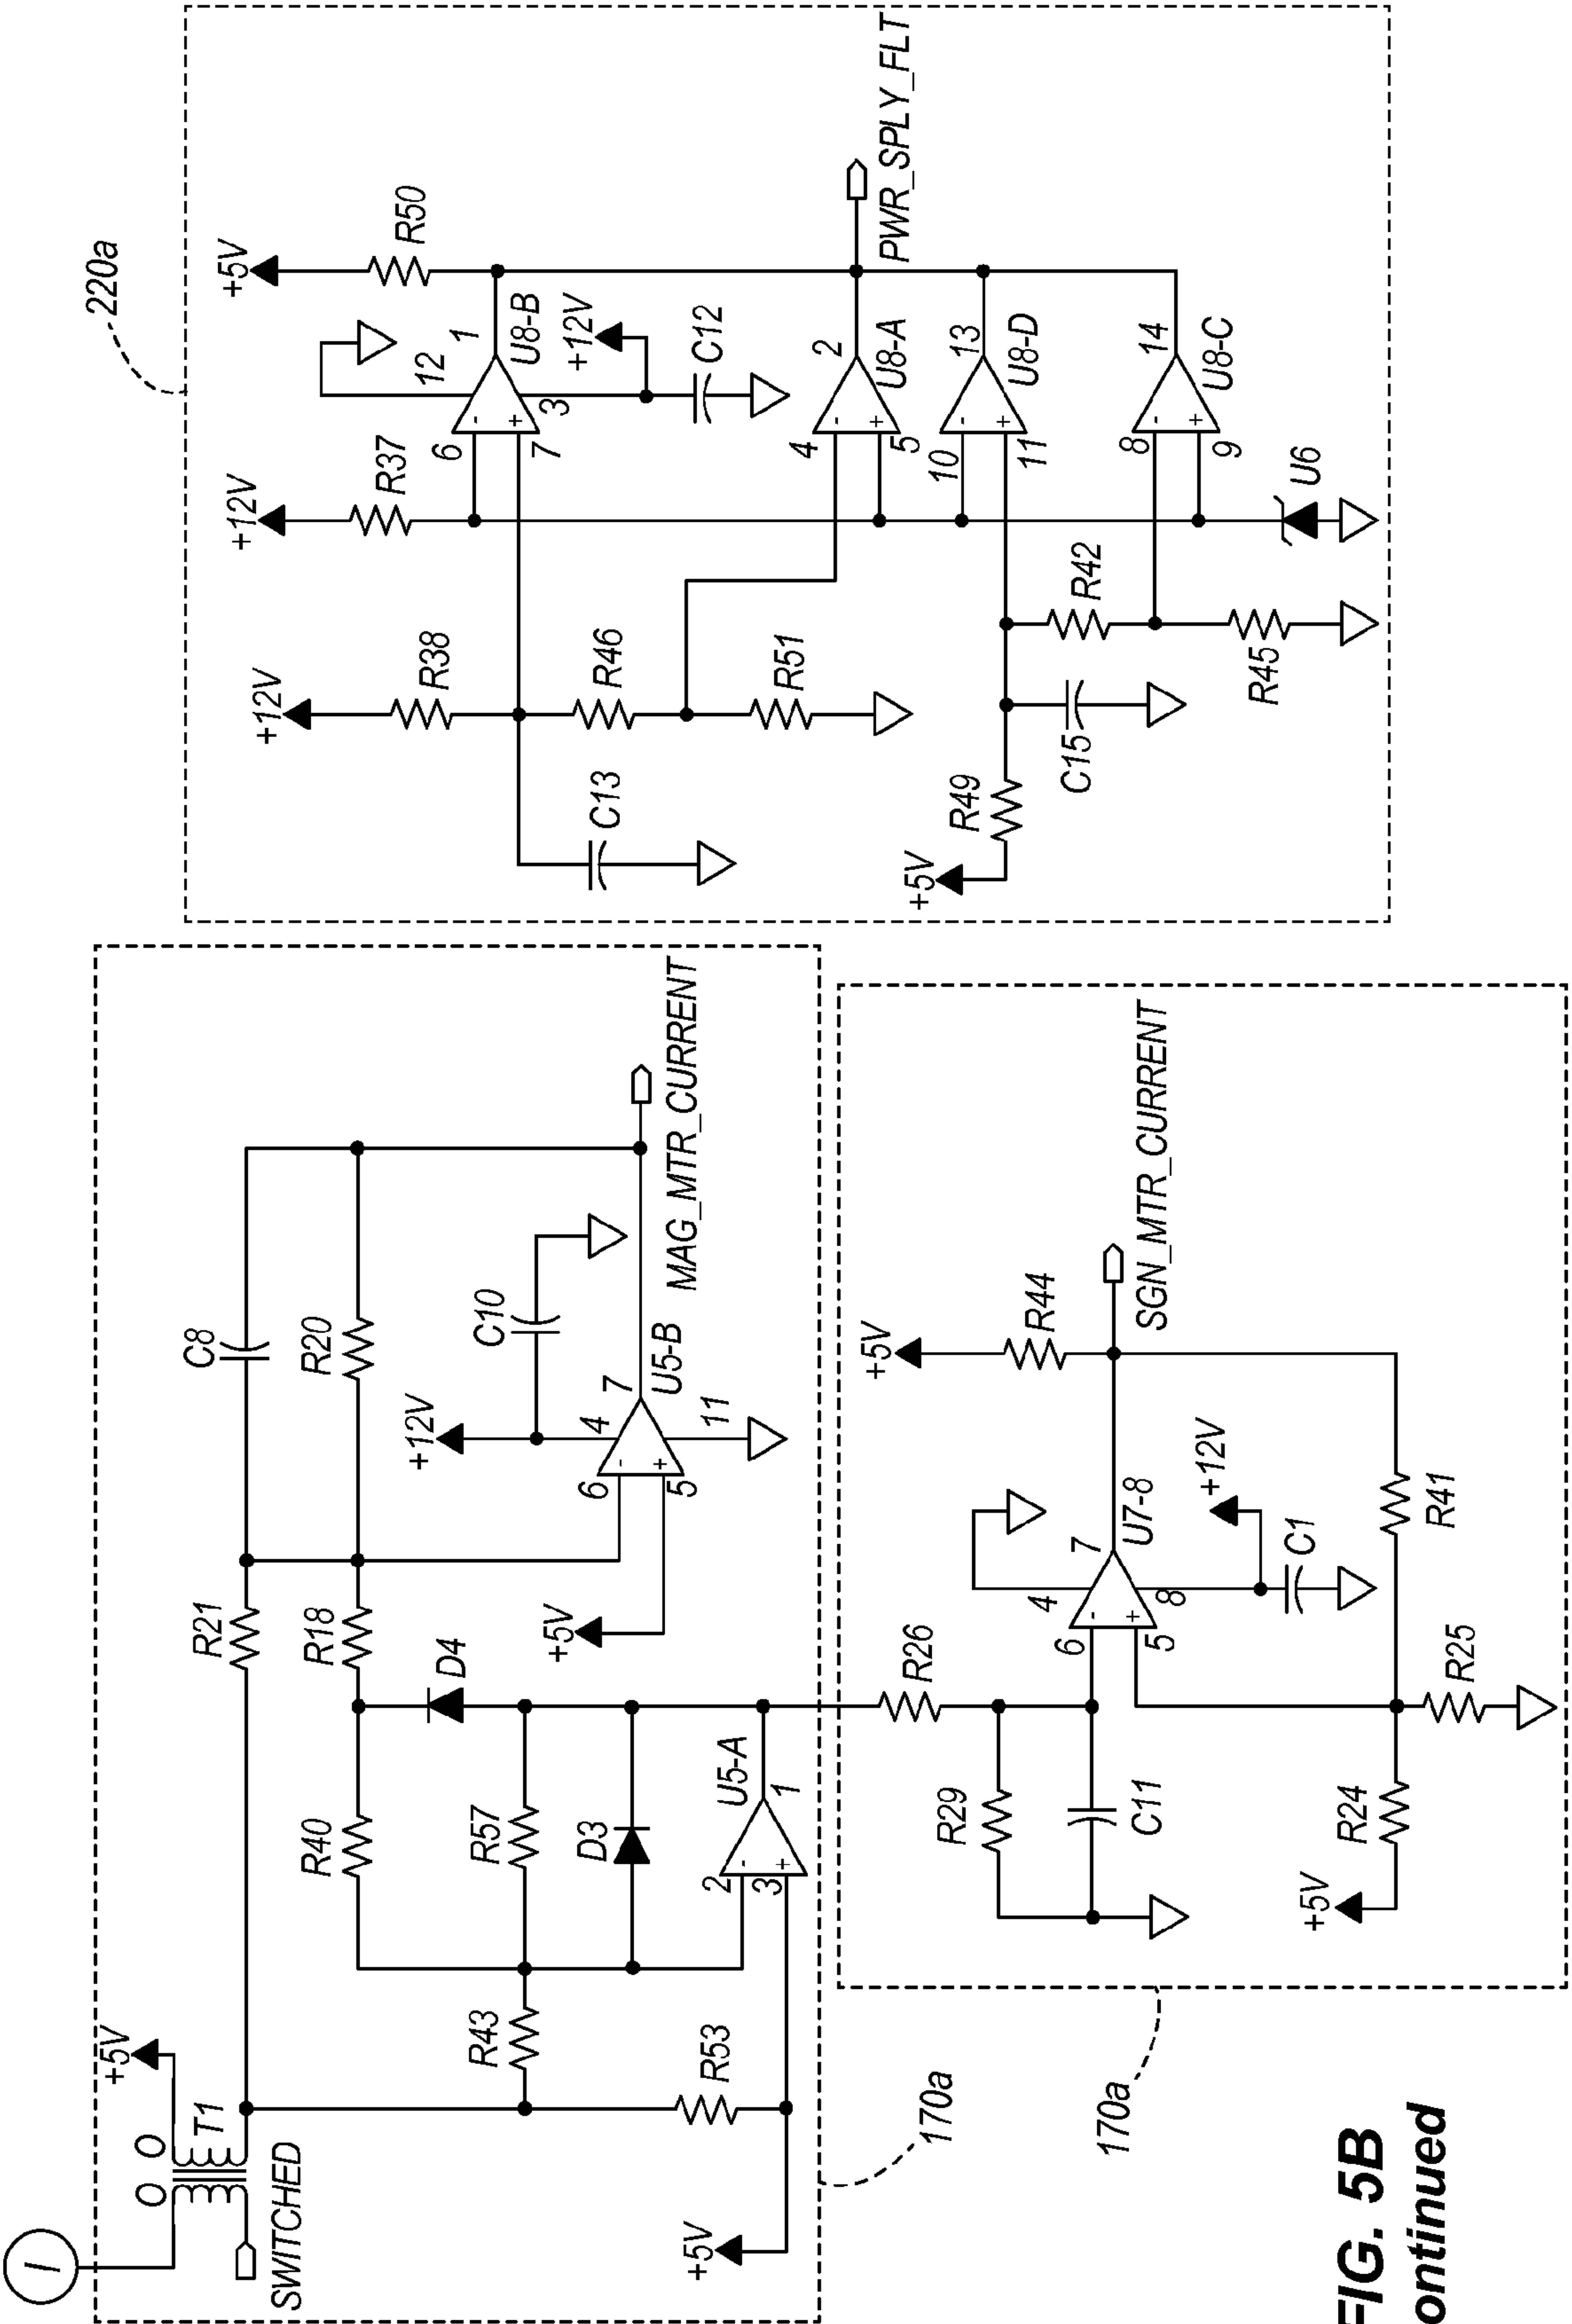 220a
+5V
R50
+12V
R37
12
1
U8-B
6
-
+
7
3
+12V
C12
+12V
R38
R46
R51
C13
2
4
-
+
5
U8-A
PWR_SPLY_FLT
13
10
-
+
11
U8-D
14
8
-
+
9
U8-C
R42
R45
U6
R49
C15
+5V
C8
R20
R21
R18
C10
+12V
4
7
U5-B
6
-
+
5
11
MAG_MTR_CURRENT
+5V
D4
R40
R57
D3
U5-A
2
-
3
+
1
R43
R53
+5V
T1
O O
SWITCHED
I
+5V
170a
+5V
R44
SGN_MTR_CURRENT
7
U7-8
4
6
-
+
5
8
+12V
C1
R41
R26
R29
C11
R25
R24
+5V
170a
FIG. 5B
ontinued